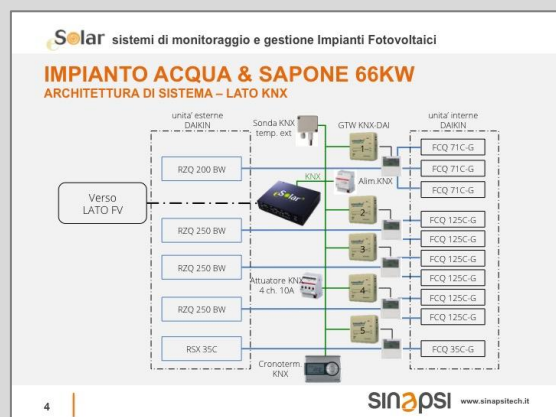 eSolar sistemi di monitoraggio e gestione Impianti Fotovoltaici
IMPIANTO ACQUA & SAPONE 66KW
ARCHITETTURA DI SISTEMA – LATO KNX
unita' esterne
DAIKIN
Sonda KNX
temp. ext
GTW KNX-DAI
unita' interne
DAIKIN
1
FCQ 71C-G
RZQ 200 BW
FCQ 71C-G
KNX
Alim.KNX
FCQ 71C-G
Verso
LATO FV
eSolar
2
FCQ 125C-G
RZQ 250 BW
FCQ 125C-G
3
FCQ 125C-G
RZQ 250 BW
FCQ 125C-G
Attuatore KNX
4 ch. 10A
4
FCQ 125C-G
RZQ 250 BW
FCQ 125C-G
5
RSX 35C
FCQ 35C-G
Cronoterm.
KNX
4
sinapsi www.sinapsitech.it